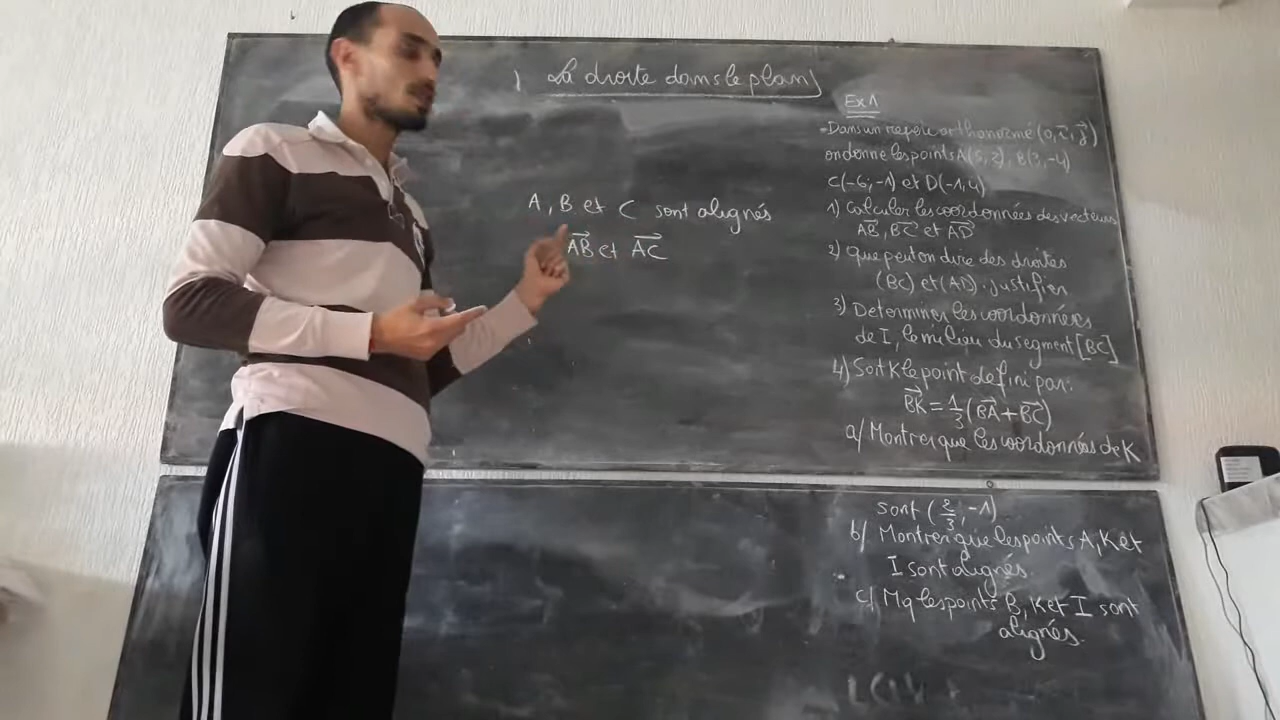 ) La droite dans le plan)
A, B et C sont alignés
AB et AC
Ex 1
Dans un repère orthonormé (0, i, j)
on donne les points A(5; 2), B(3; -4)
C(-6; -1) et D(-1; 4)
1) Calculer les coordonnées des vecteurs
AB, BC et AD
2) Que peut on dire des droites
(BC) et (AD). justifier
3) Determiner les coordonnées
de I, le milieu du segment [BC]
4) Soit K le point defini par:
BK = 1/3 (BA + BC)
a/ Montrer que les coordonnées de K
sont (2/3; -1)
b/ Montrer que les points A, K et
I sont alignés.
c/ Mq les points B, K et I sont
alignés.